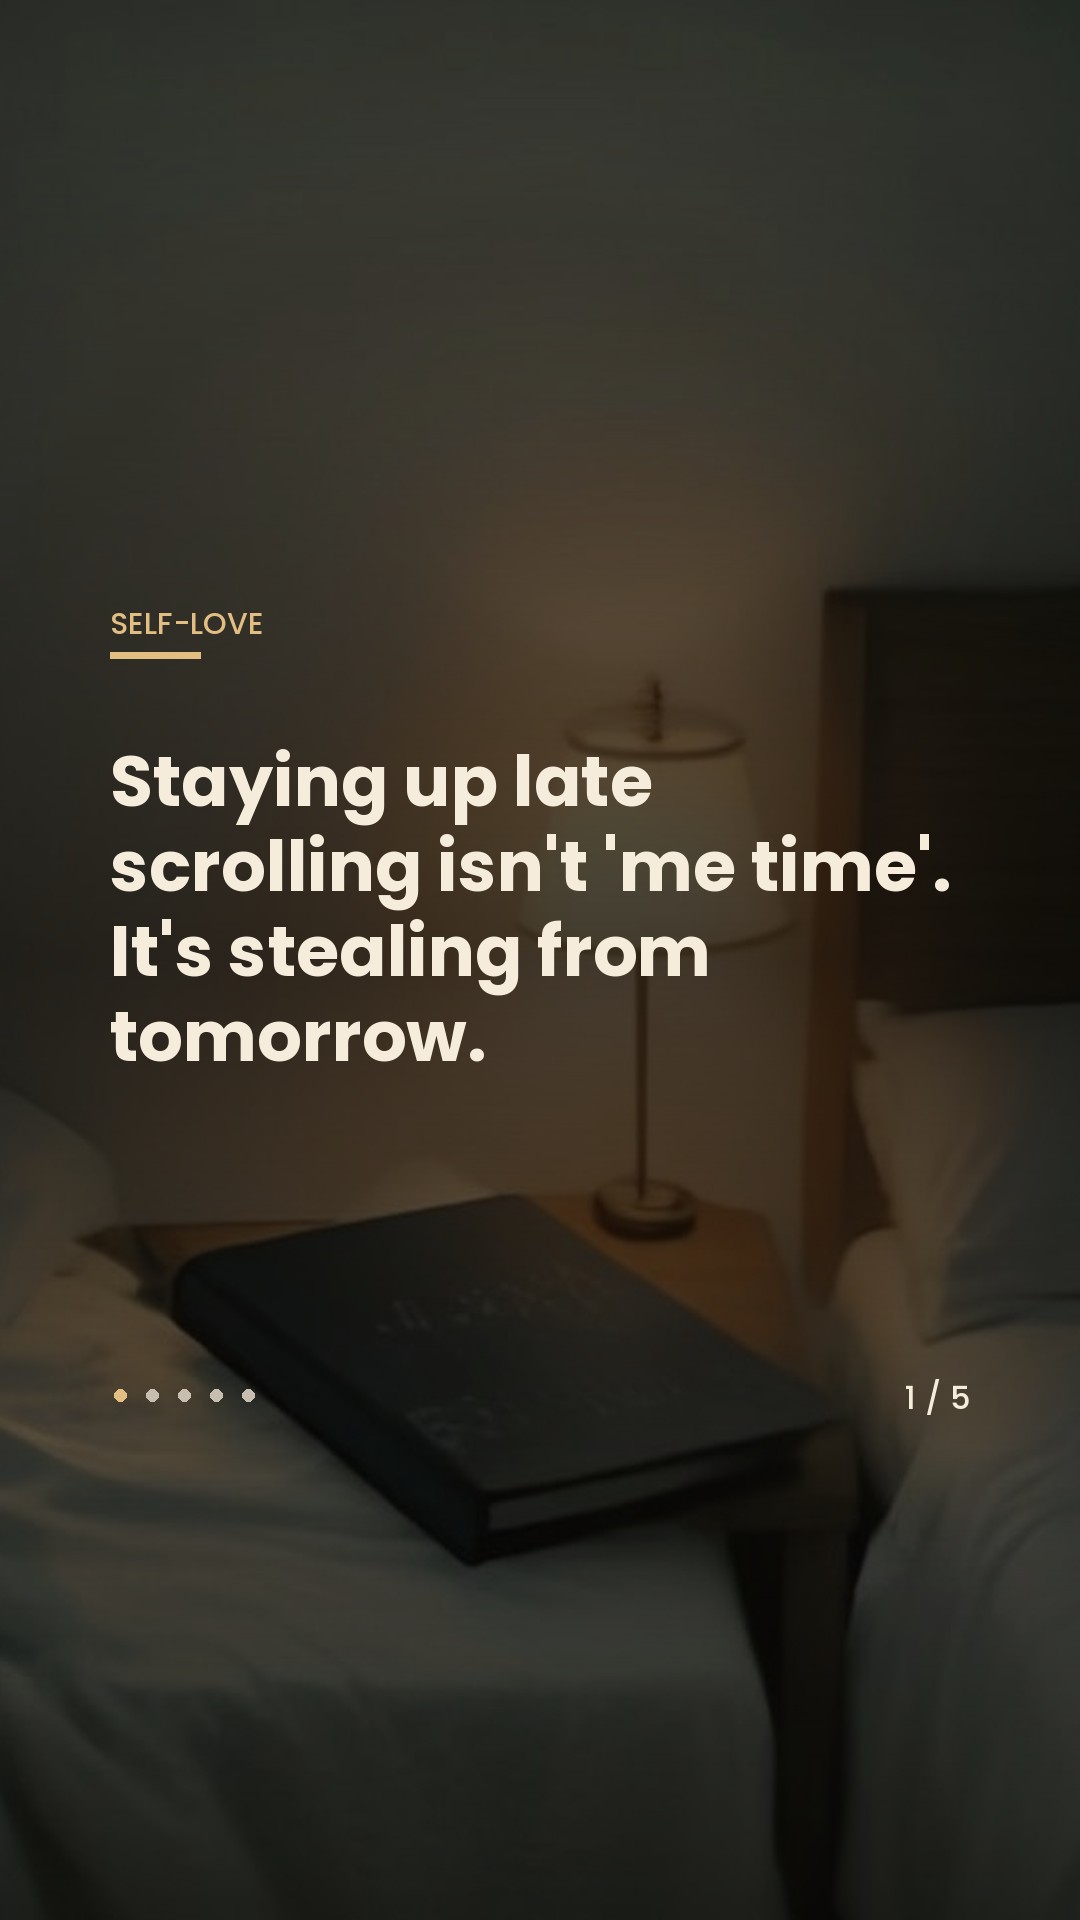 SELF-LOVE
Staying up late
scrolling isn't 'me time'.
It's stealing from
tomorrow.
1 / 5